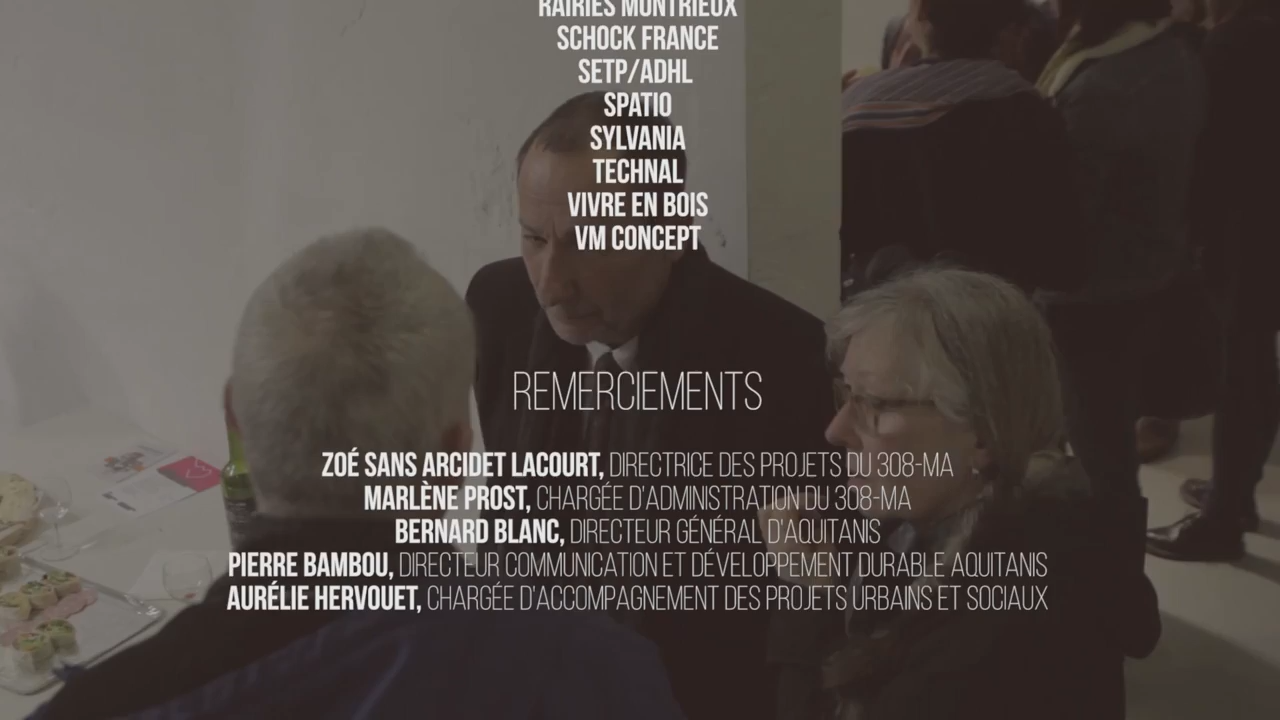 RAIRIES MONTRIEUX
SCHOCK FRANCE
SETP/ADHL
SPATIO
SYLVANIA
TECHNAL
VIVRE EN BOIS
VM CONCEPT
REMERCIEMENTS
ZOÉ SANS ARCIDET LACOURT, DIRECTRICE DES PROJETS DU 308-MA
MARLÈNE PROST, CHARGÉE D'ADMINISTRATION DU 308-MA
BERNARD BLANC, DIRECTEUR GÉNÉRAL D'AQUITANIS
PIERRE BAMBOU, DIRECTEUR COMMUNICATION ET DÉVELOPPEMENT DURABLE AQUITANIS
AURÉLIE HERVOUET, CHARGÉE D'ACCOMPAGNEMENT DES PROJETS URBAINS ET SOCIAUX